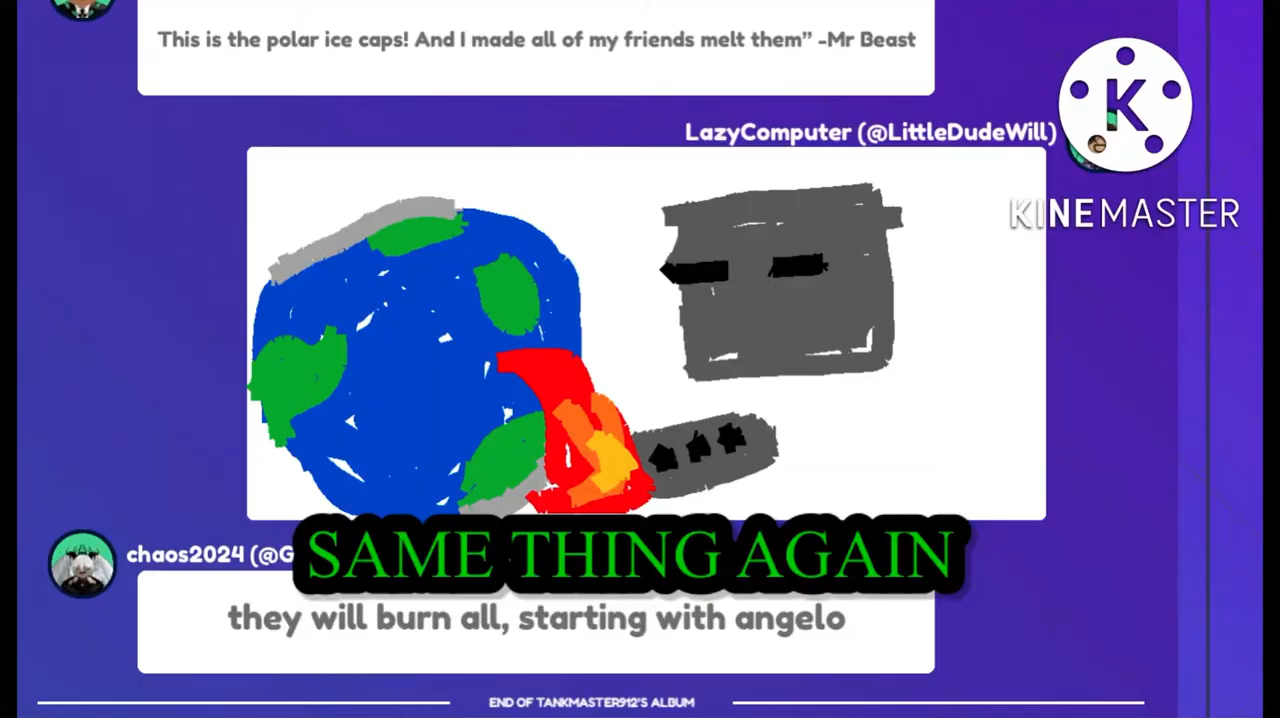 This is the polar ice caps! And I made all of my friends melt them” -Mr Beast
LazyComputer (@LittleDudeWill)
K
KINEMASTER
chaos2024 (@G
SAME THING AGAIN
they will burn all, starting with angelo
END OF TANKMASTER912'S ALBUM